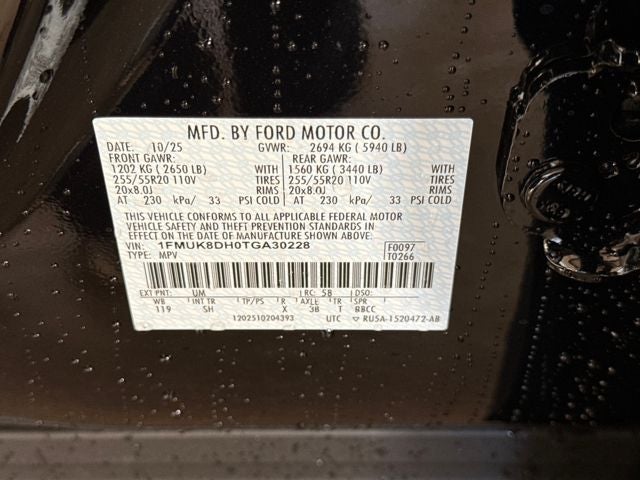 MFD. BY FORD MOTOR CO.
DATE: 10/25 GVWR: 2694 KG ( 5940 LB)
FRONT GAWR: REAR GAWR:
1202 KG ( 2650 LB) WITH 1560 KG ( 3440 LB) WITH
255/55R20 110V TIRES 255/55R20 110V TIRES
20x8.0J RIMS 20x8.0J RIMS
AT 230 kPa/ 33 PSI COLD AT 230 kPa/ 33 PSI COLD
THIS VEHICLE CONFORMS TO ALL APPLICABLE FEDERAL MOTOR
VEHICLE SAFETY AND THEFT PREVENTION STANDARDS IN
EFFECT ON THE DATE OF MANUFACTURE SHOWN ABOVE.
VIN: 1FMUK8DH0TGA30228 F0097
TYPE: MPV T0266
EXT PNT: UM RC: 58 DSO:
WB INT TR TP/PS R AXLE TR SPR
119 SH X 3B T BBCC
1202510204393 UTC ▽ RU5A-1520472-AB